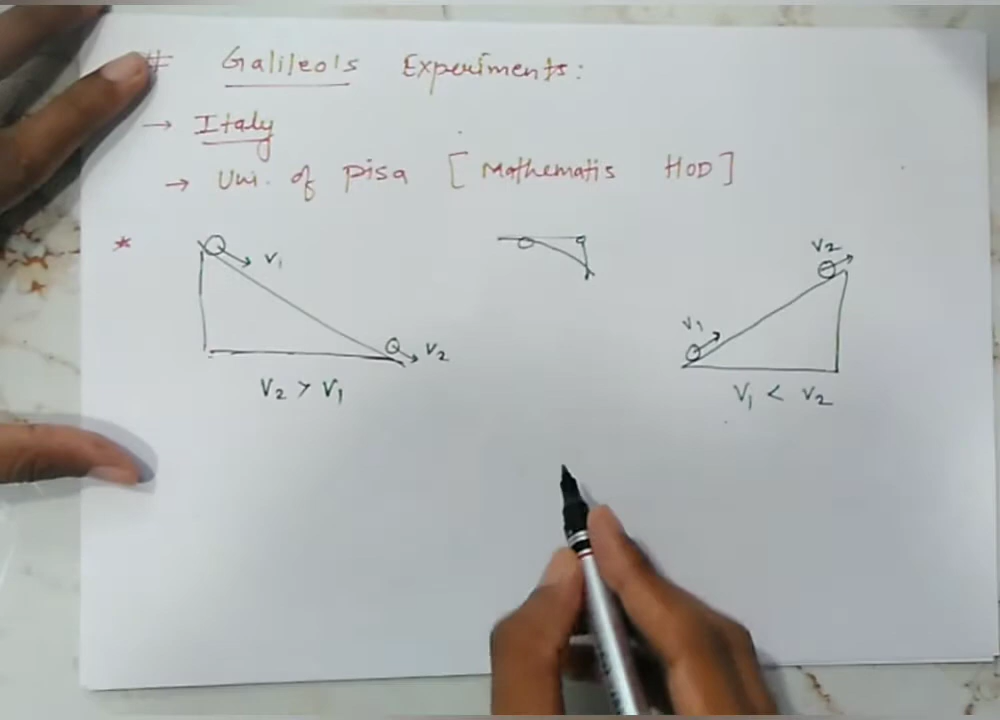 # Galileo's Experiments:
→ Italy
→ Uni. of Pisa [Mathematis HOD]
*
V1
V2
V2 > V1
V2
V1
V1 < V2